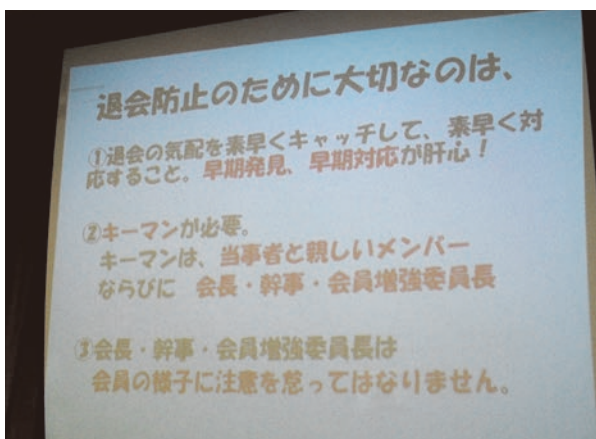 退会防止のために大切なのは、
①退会の気配を素早くキャッチして、素早く対
応すること。早期発見、早期対応が肝心！
②キーマンが必要。
キーマンは、当事者と親しいメンバー
ならびに 会長・幹事・会員増強委員長
③会長・幹事・会員増強委員長は
会員の様子に注意を怠ってはなりません。